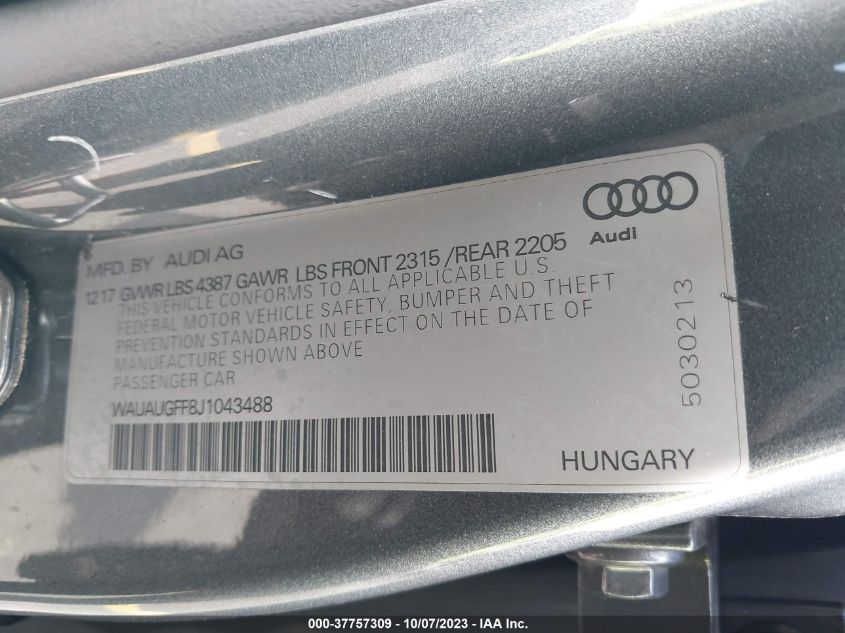 Audi
MFD. BY AUDI AG
12 17 GVWR LBS 4387 GAWR LBS FRONT 2315 / REAR 2205
THIS VEHICLE CONFORMS TO ALL APPLICABLE U.S.
FEDERAL MOTOR VEHICLE SAFETY, BUMPER AND THEFT
PREVENTION STANDARDS IN EFFECT ON THE DATE OF
MANUFACTURE SHOWN ABOVE
PASSENGER CAR
WAUAUGFF8J1043488
HUNGARY
5030213
000-37757309 - 10/07/2023 - IAA Inc.